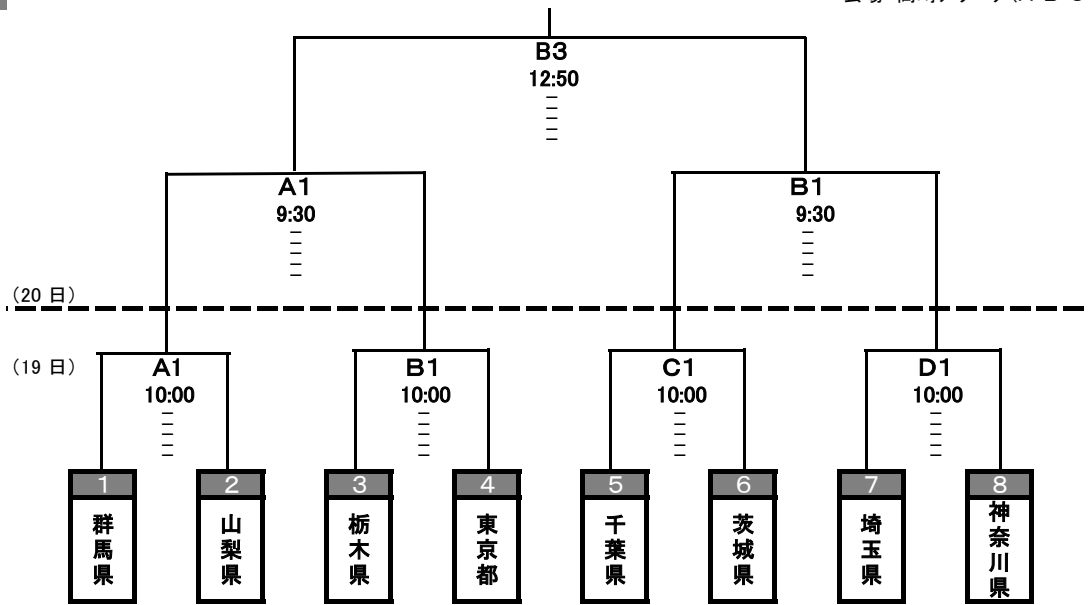 B3
12:50
A1
9:30
B1
9:30
(20 日)
(19 日)
A1
10:00
B1
10:00
C1
10:00
D1
10:00
1
2
3
4
5
6
7
8
群馬県
山梨県
栃木県
東京都
千葉県
茨城県
埼玉県
神奈川県